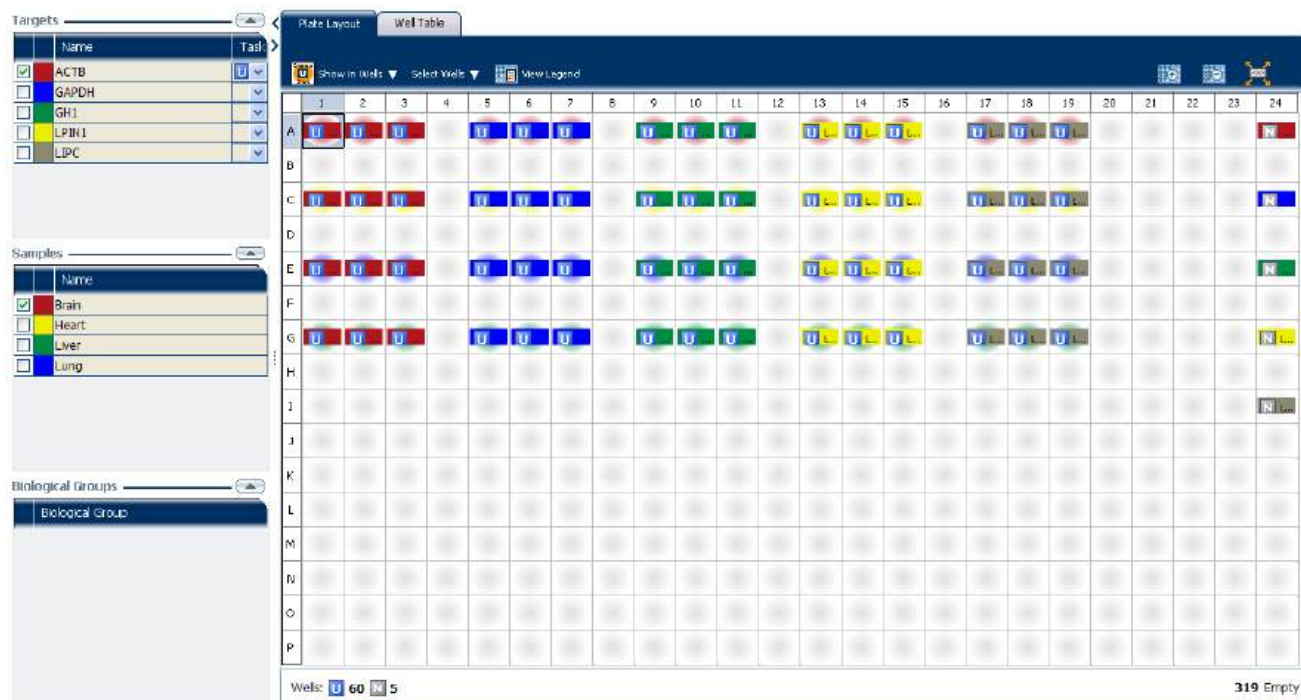 Targets
Name Task
ACTB U
GAPDH
GH1
LPIN1
LIPC
Samples
Name
Brain
Heart
Liver
Lung
Biological Groups
Biological Group
Plate Layout Well Table
Show in Wells ▼ Select Wells ▼ View Legend
1 2 3 4 5 6 7 8 9 10 11 12 13 14 15 16 17 18 19 20 21 22 23 24
A U ... U ... U ... U U U U ... U ... U ... U L... U L... U L... U L... U L... U L... N ...
B
C U ... U ... U ... U U U U ... U ... U ... U L... U L... U L... U L... U L... U L... N
D
E U ... U ... U ... U U U U ... U ... U ... U L... U L... U L... U L... U L... U L... N ...
F
G U ... U ... U ... U U U U ... U ... U ... U L... U L... U L... U L... U L... U L... N L...
H
I N L...
J
K
L
M
N
O
P
Wells: U 60 N 5 319 Empty